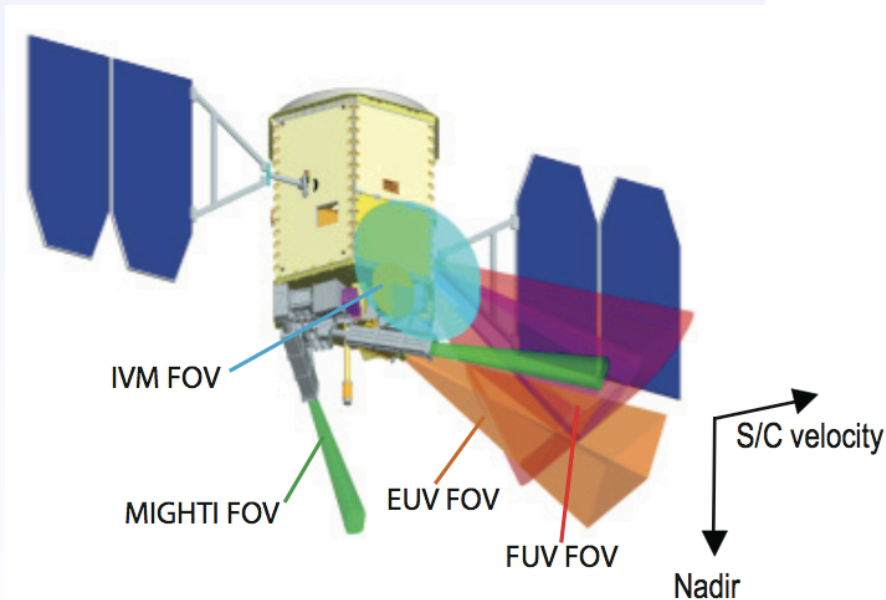 IVM FOV
S/C velocity
MIGHTI FOV
EUV FOV
FUV FOV
Nadir